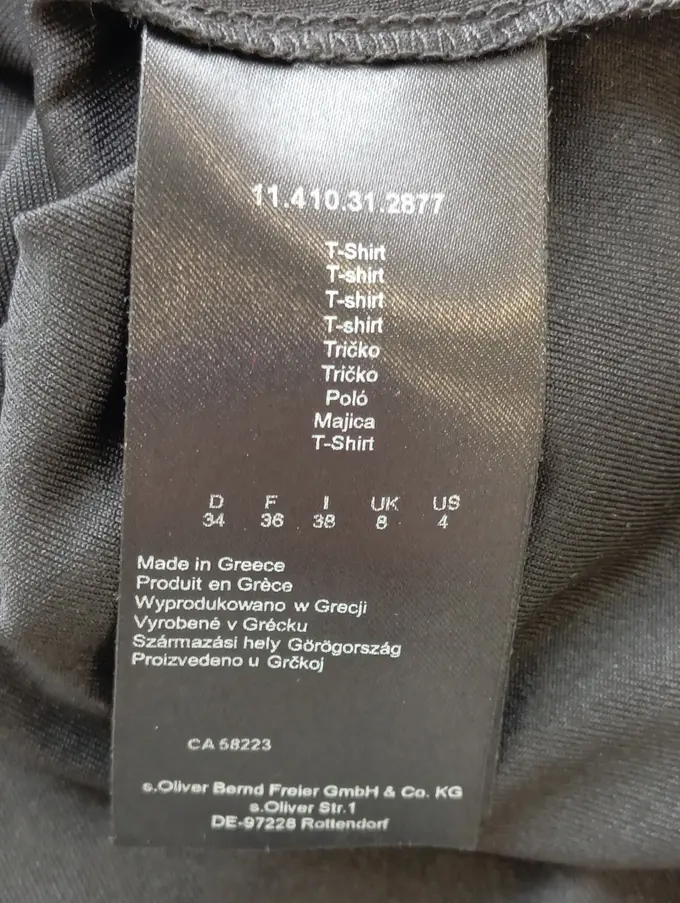 11.410.31.2877
T-Shirt
T-shirt
T-shirt
T-shirt
Tričko
Tričko
Poló
Majica
T-Shirt
D F I UK US
34 36 38 8 4
Made in Greece
Produit en Grèce
Wyprodukowano w Grecji
Vyrobené v Grécku
Származási hely Görögország
Proizvedeno u Grčkoj
CA 58223
s.Oliver Bernd Freier GmbH & Co. KG
s.Oliver Str.1
DE-97228 Rottendorf